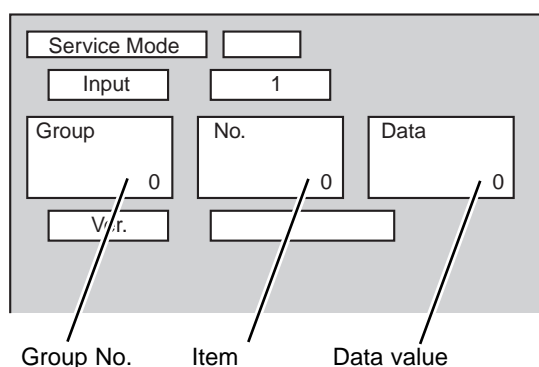 Service Mode
Input 1
Group No. Data
0 0 0
Ver.
Group No. Item Data value